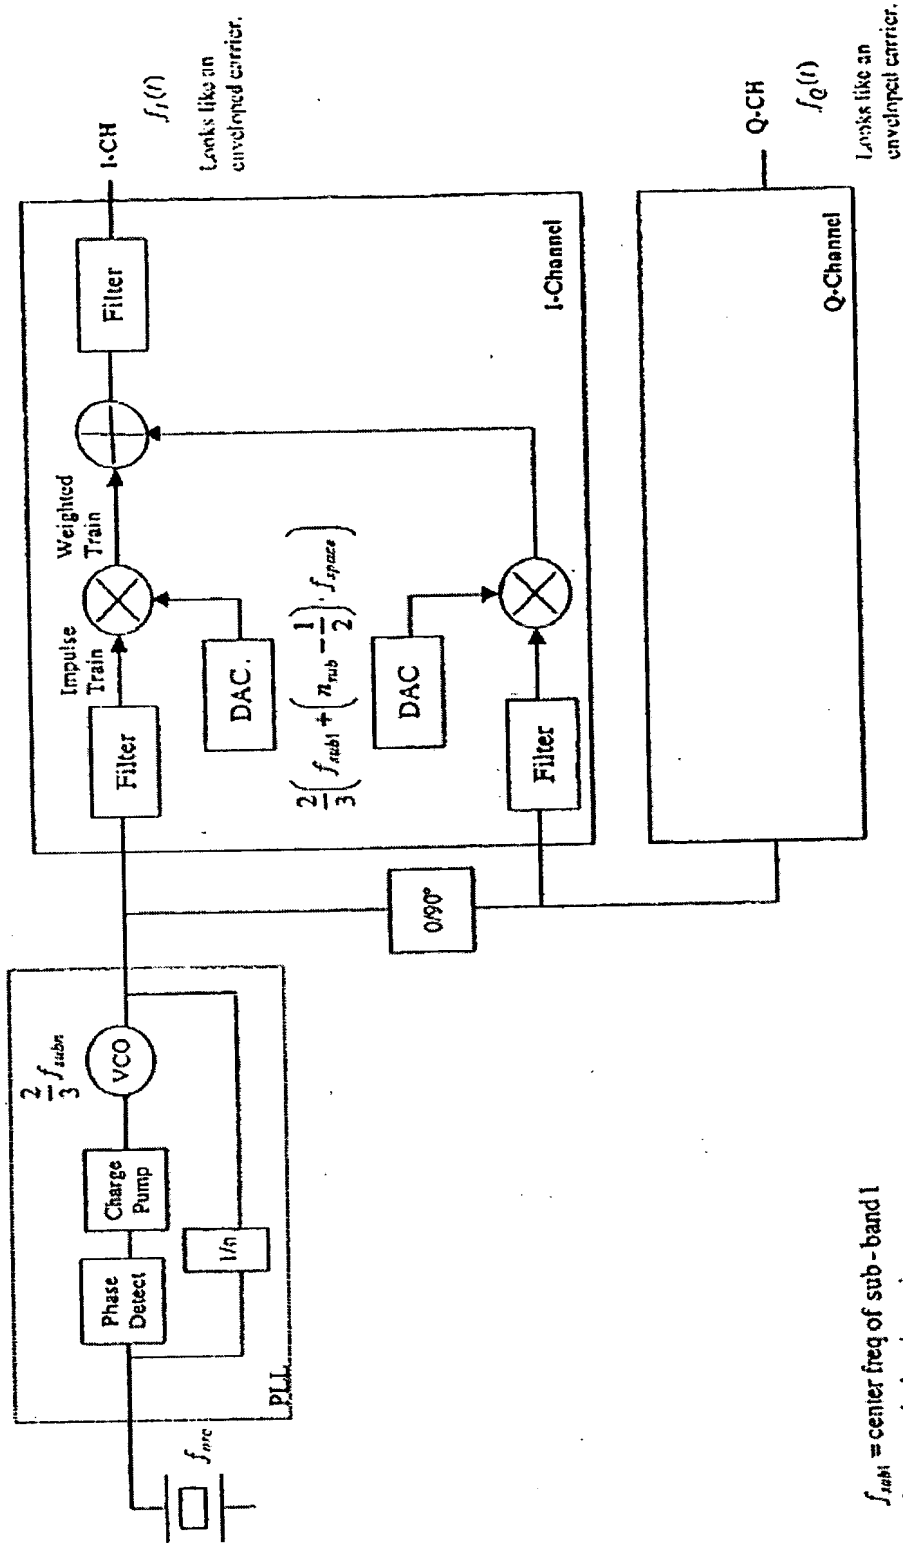 f_osc
PLL
Phase
Detect
Charge
Pump
VCO
2/3 f_subn
1/n
0/90°
Filter
Impulse
Train
Weighted
Train
Filter
DAC.
2/3 ( f_sub1 + ( n_sub - 1/2 ) · f_space )
DAC
Filter
I-Channel
I-CH
f_I(t)
Looks like an
enveloped carrier.
Q-Channel
Q-CH
f_Q(t)
Looks like an
enveloped carrier.
f_sub1 = center freq of sub-band 1